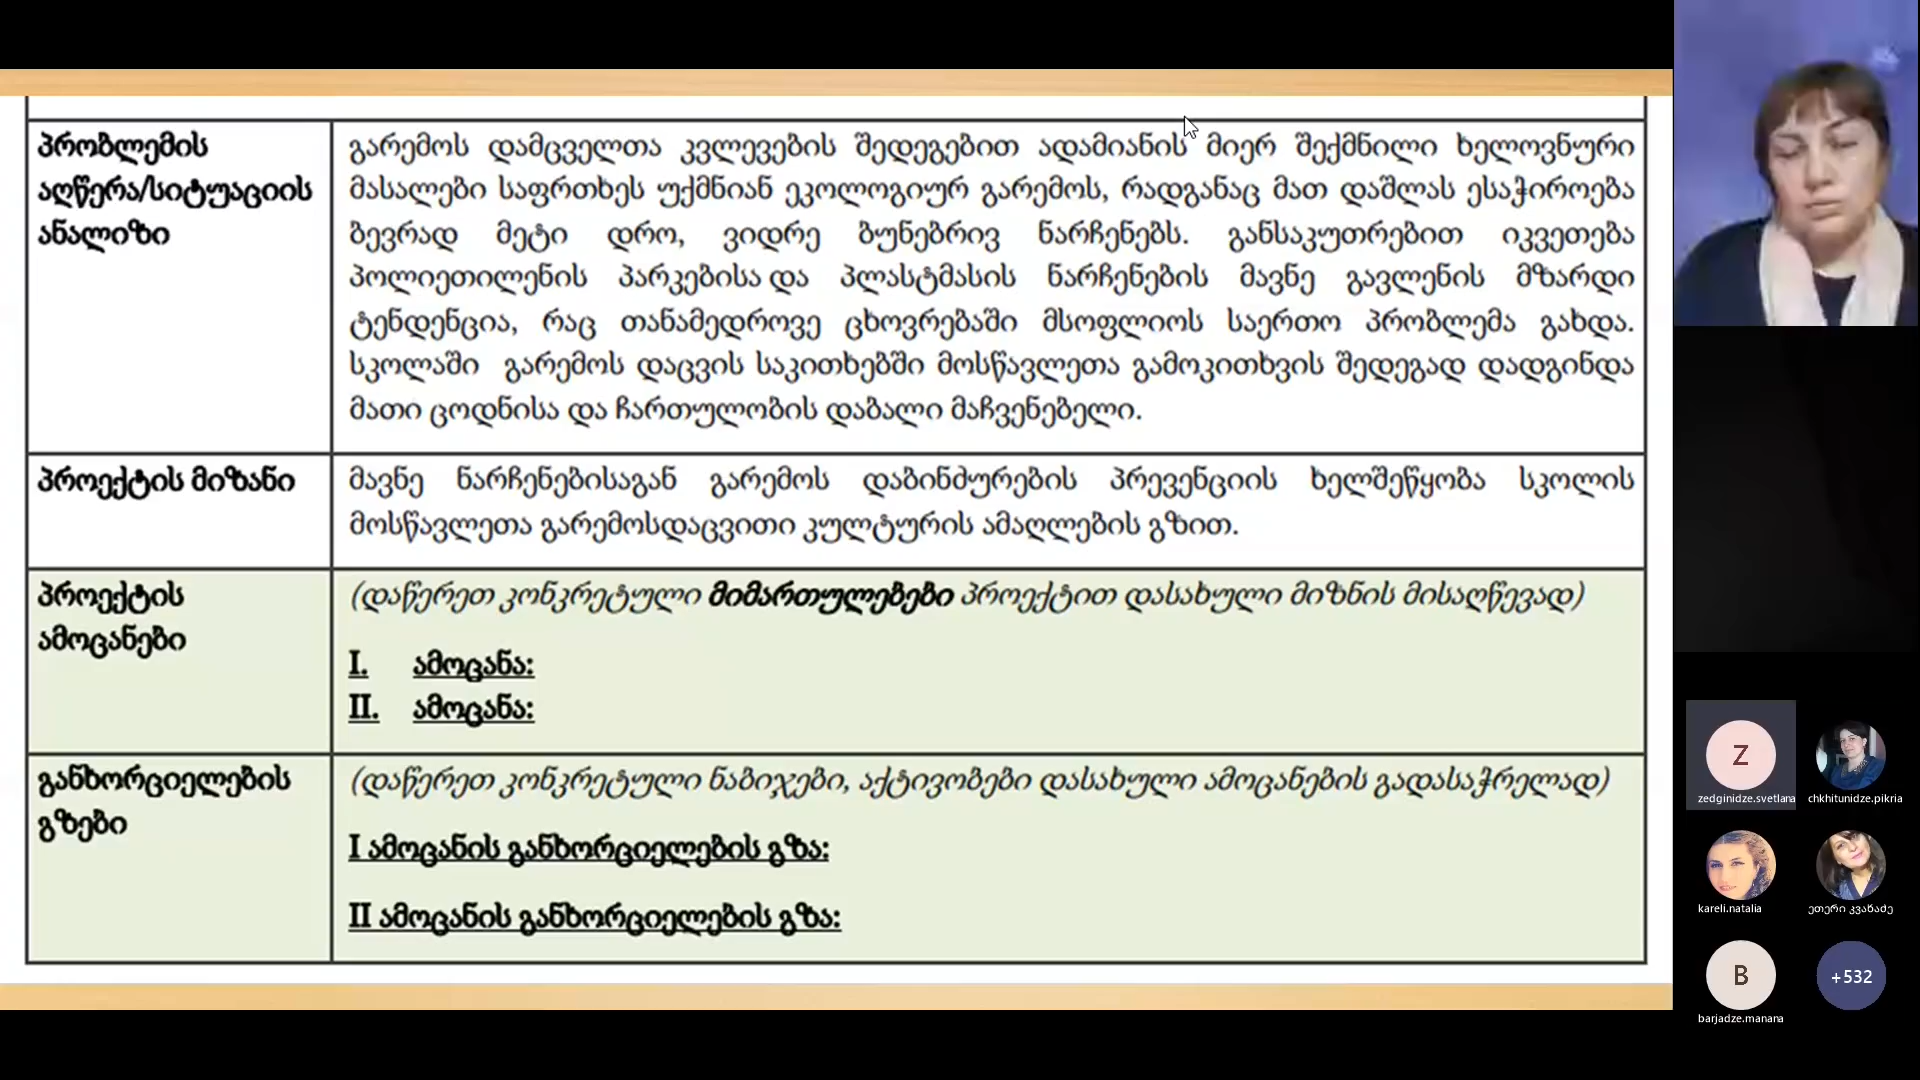 პრობლემის
აღწერა/სიტუაციის
ანალიზი
გარემოს დამცველთა კვლევების შედეგებით ადამიანის მიერ შექმნილი ხელოვნური
მასალები საფრთხეს უქმნიან ეკოლოგიურ გარემოს, რადგანაც მათ დაშლას ესაჭიროება
ბევრად მეტი დრო, ვიდრე ბუნებრივ ნარჩენებს. განსაკუთრებით იკვეთება
პოლიეთილენის პარკებისა და პლასტმასის ნარჩენების მავნე გავლენის მზარდი
ტენდენცია, რაც თანამედროვე ცხოვრებაში მსოფლიოს საერთო პრობლემა გახდა.
სკოლაში გარემოს დაცვის საკითხებში მოსწავლეთა გამოკითხვის შედეგად დადგინდა
მათი ცოდნისა და ჩართულობის დაბალი მაჩვენებელი.
პროექტის მიზანი
მავნე ნარჩენებისაგან გარემოს დაბინძურების პრევენციის ხელშეწყობა სკოლის
მოსწავლეთა გარემოსდაცვითი კულტურის ამაღლების გზით.
პროექტის
ამოცანები
(დაწერეთ კონკრეტული მიმართულებები პროექტით დასახული მიზნის მისაღწევად)
I. ამოცანა:
II. ამოცანა:
განხორციელების
გზები
(დაწერეთ კონკრეტული ნაბიჯები, აქტივობები დასახული ამოცანების გადასაჭრელად)
I ამოცანის განხორციელების გზა:
II ამოცანის განხორციელების გზა:
Z
zedginidze.svetlana
chkhitunidze.pikria
kareli.natalia
ეთერი კვახაძე
B
barjadze.manana
+532